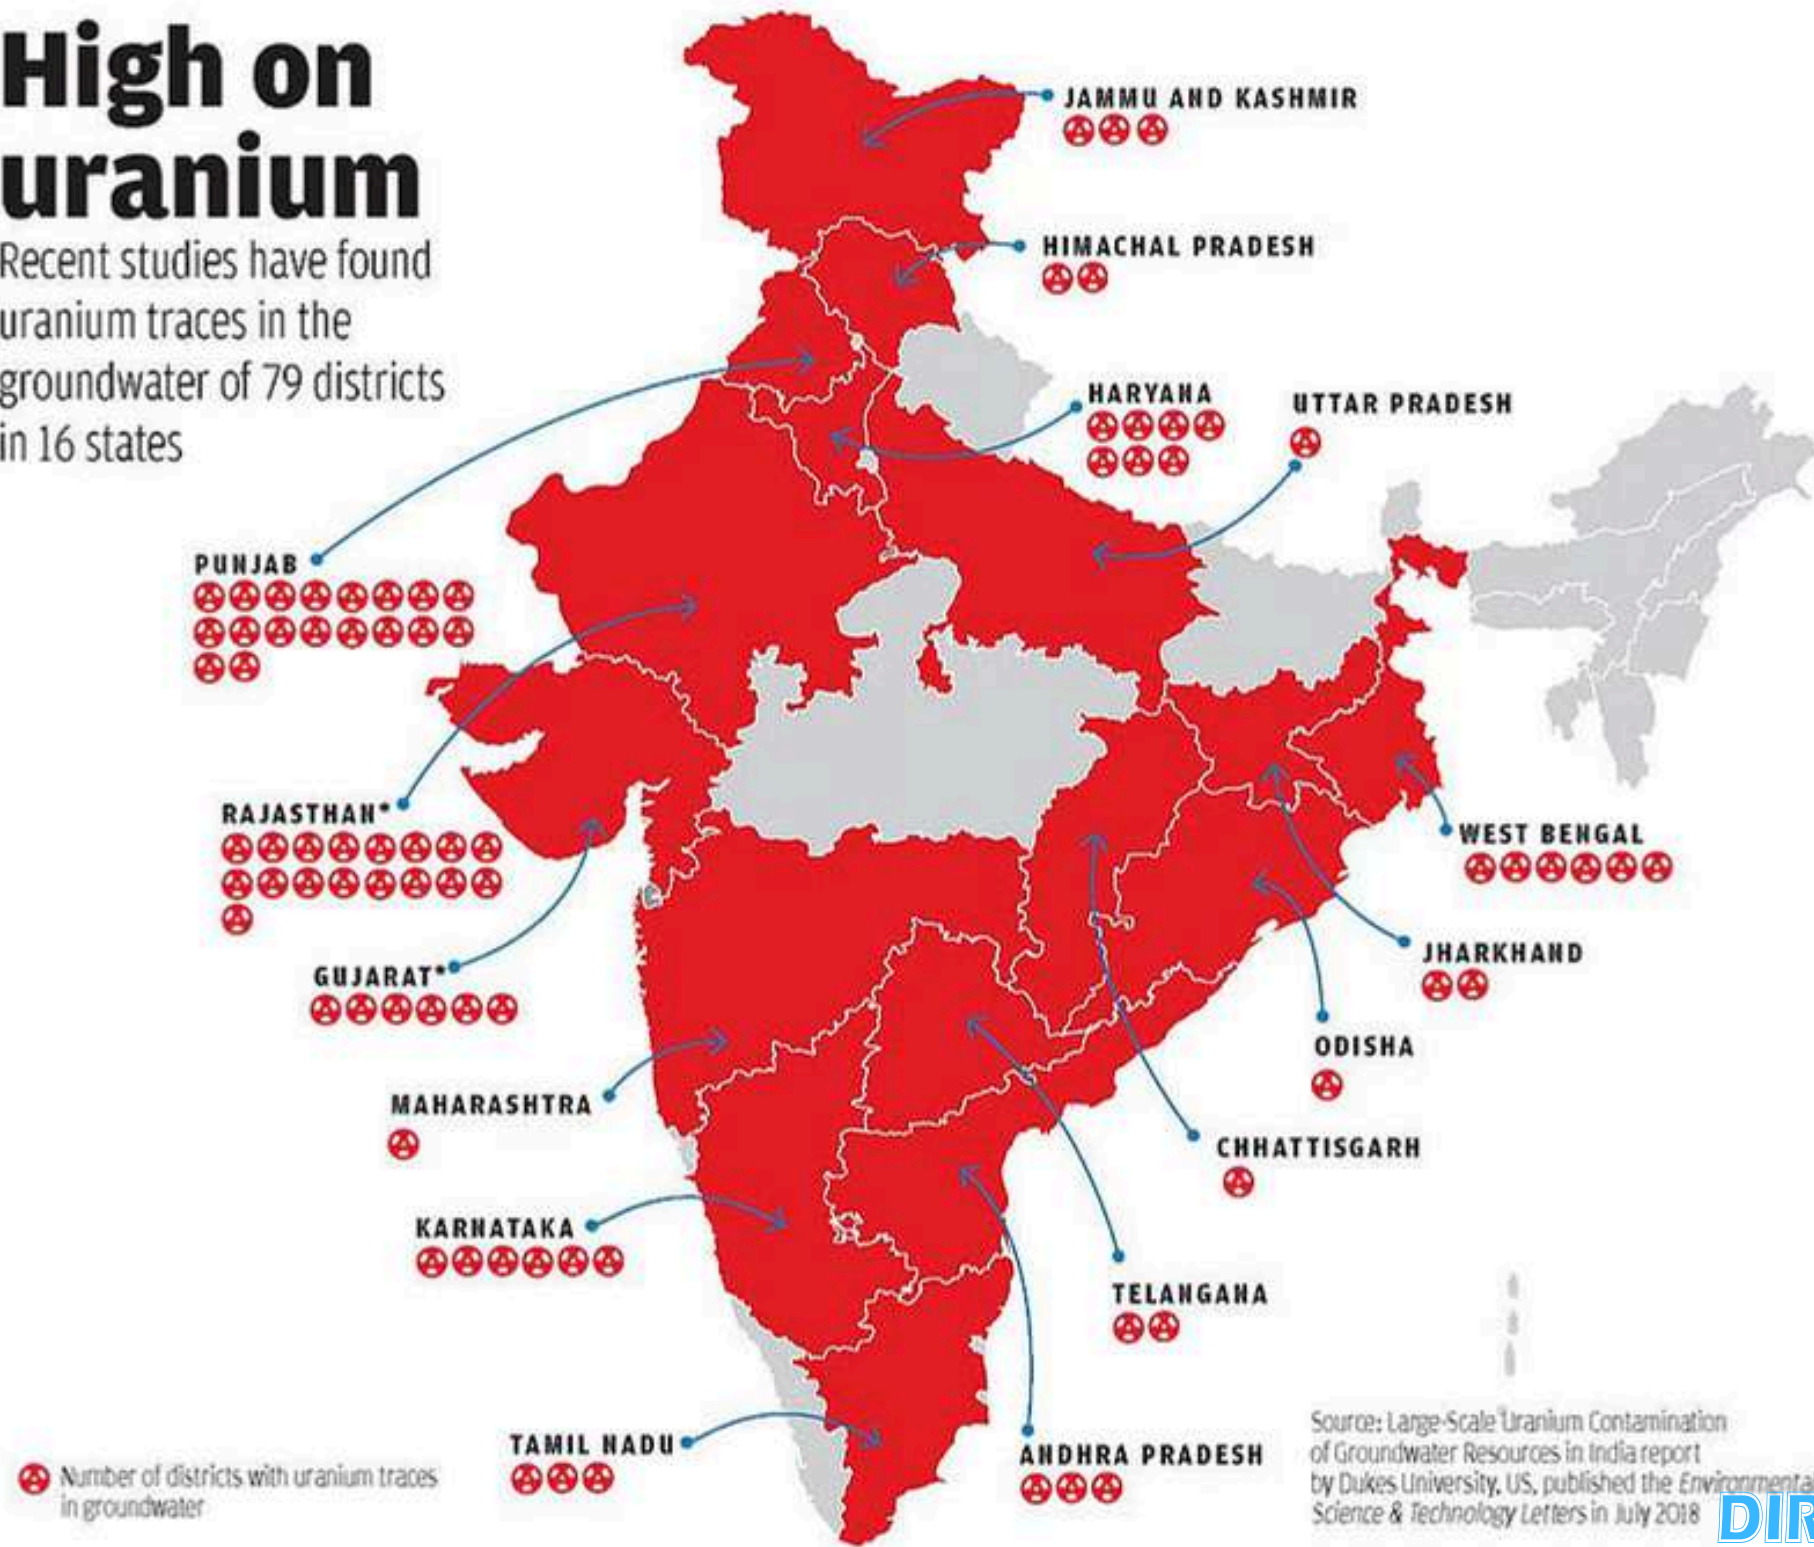 High on
uranium
Recent studies have found
uranium traces in the
groundwater of 79 districts
in 16 states
JAMMU AND KASHMIR
HIMACHAL PRADESH
HARYANA
UTTAR PRADESH
PUNJAB
RAJASTHAN*
WEST BENGAL
GUJARAT*
JHARKHAND
ODISHA
MAHARASHTRA
CHHATTISGARH
KARNATAKA
TELANGANA
TAMIL NADU
ANDHRA PRADESH
Number of districts with uranium traces
in groundwater
Source: Large-Scale Uranium Contamination
of Groundwater Resources in India report
by Dukes University, US, published the Environmental
Science & Technology Letters in July 2018